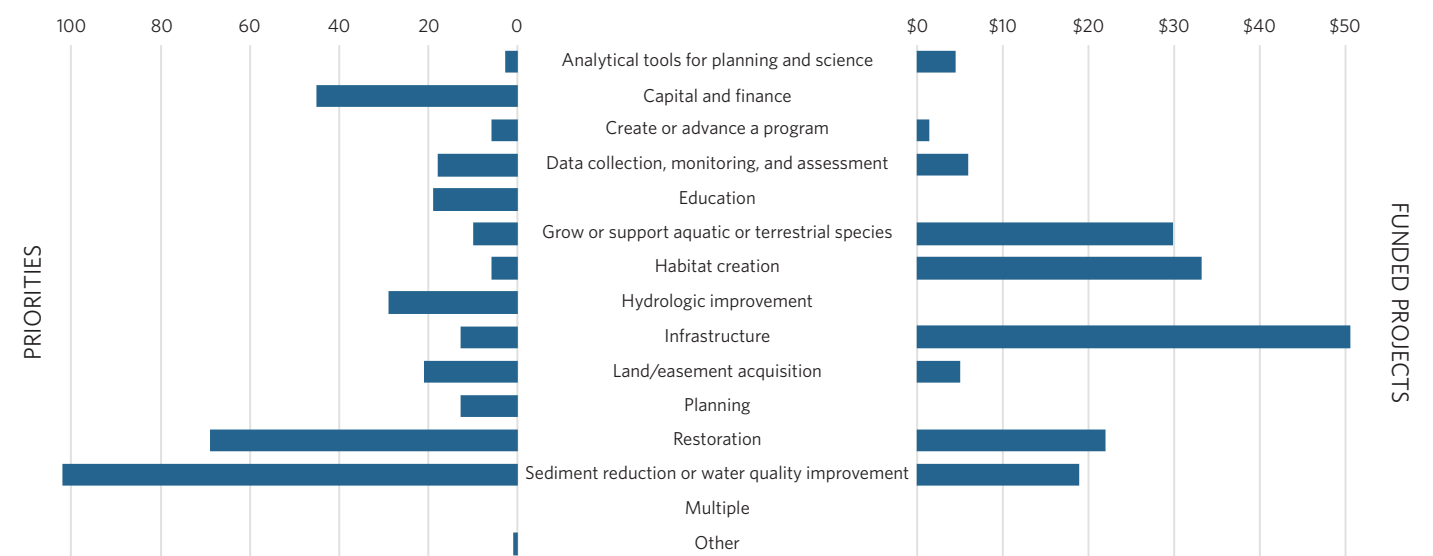 100 80 60 40 20 0 $0 $10 $20 $30 $40 $50
Analytical tools for planning and science
Capital and finance
Create or advance a program
Data collection, monitoring, and assessment
Education
Grow or support aquatic or terrestrial species
Habitat creation
Hydrologic improvement
Infrastructure
Land/easement acquisition
Planning
Restoration
Sediment reduction or water quality improvement
Multiple
Other
PRIORITIES
FUNDED PROJECTS